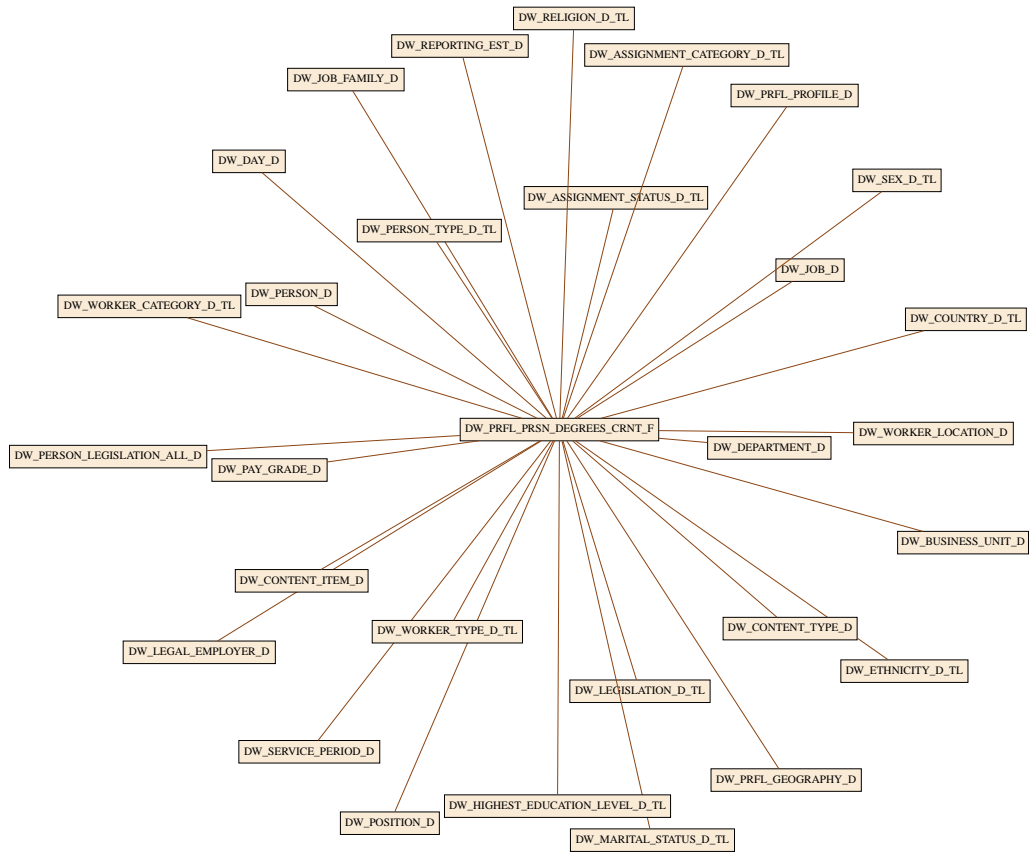 DW_RELIGION_D_TL
DW_REPORTING_EST_D
DW_ASSIGNMENT_CATEGORY_D_TL
DW_JOB_FAMILY_D
DW_PRFL_PROFILE_D
DW_DAY_D
DW_SEX_D_TL
DW_ASSIGNMENT_STATUS_D_TL
DW_PERSON_TYPE_D_TL
DW_JOB_D
DW_PERSON_D
DW_WORKER_CATEGORY_D_TL
DW_COUNTRY_D_TL
DW_PRFL_PRSN_DEGREES_CRNT_F
DW_WORKER_LOCATION_D
DW_DEPARTMENT_D
DW_PERSON_LEGISLATION_ALL_D
DW_PAY_GRADE_D
DW_BUSINESS_UNIT_D
DW_CONTENT_ITEM_D
DW_CONTENT_TYPE_D
DW_WORKER_TYPE_D_TL
DW_LEGAL_EMPLOYER_D
DW_ETHNICITY_D_TL
DW_LEGISLATION_D_TL
DW_SERVICE_PERIOD_D
DW_PRFL_GEOGRAPHY_D
DW_HIGHEST_EDUCATION_LEVEL_D_TL
DW_POSITION_D
DW_MARITAL_STATUS_D_TL